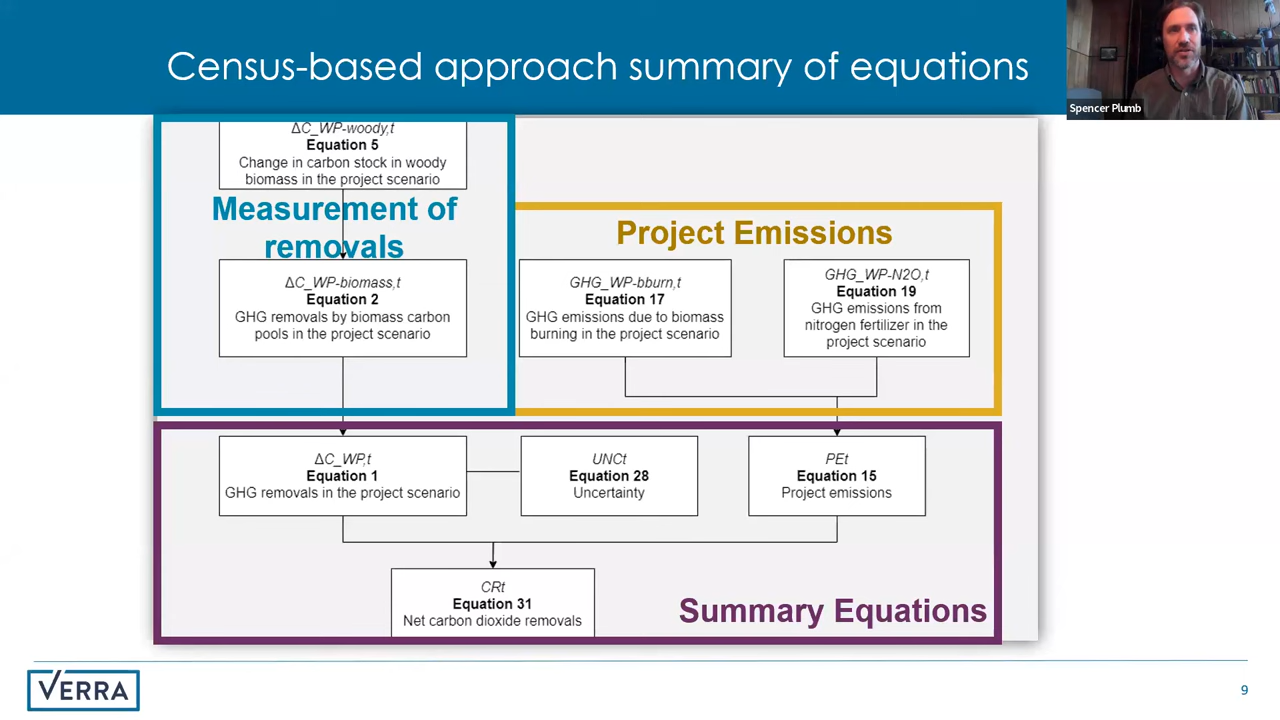 Census-based approach summary of equations
Spencer Plumb
ΔC_WP-woody,t
Equation 5
Change in carbon stock in woody
biomass in the project scenario
Measurement of
removals
ΔC_WP-biomass,t
Equation 2
GHG removals by biomass carbon
pools in the project scenario
Project Emissions
GHG_WP-bburn,t
Equation 17
GHG emissions due to biomass
burning in the project scenario
GHG_WP-N2O,t
Equation 19
GHG emissions from
nitrogen fertilizer in the
project scenario
ΔC_WP,t
Equation 1
GHG removals in the project scenario
UNCt
Equation 28
Uncertainty
PEt
Equation 15
Project emissions
CRt
Equation 31
Net carbon dioxide removals
Summary Equations
VERRA
9